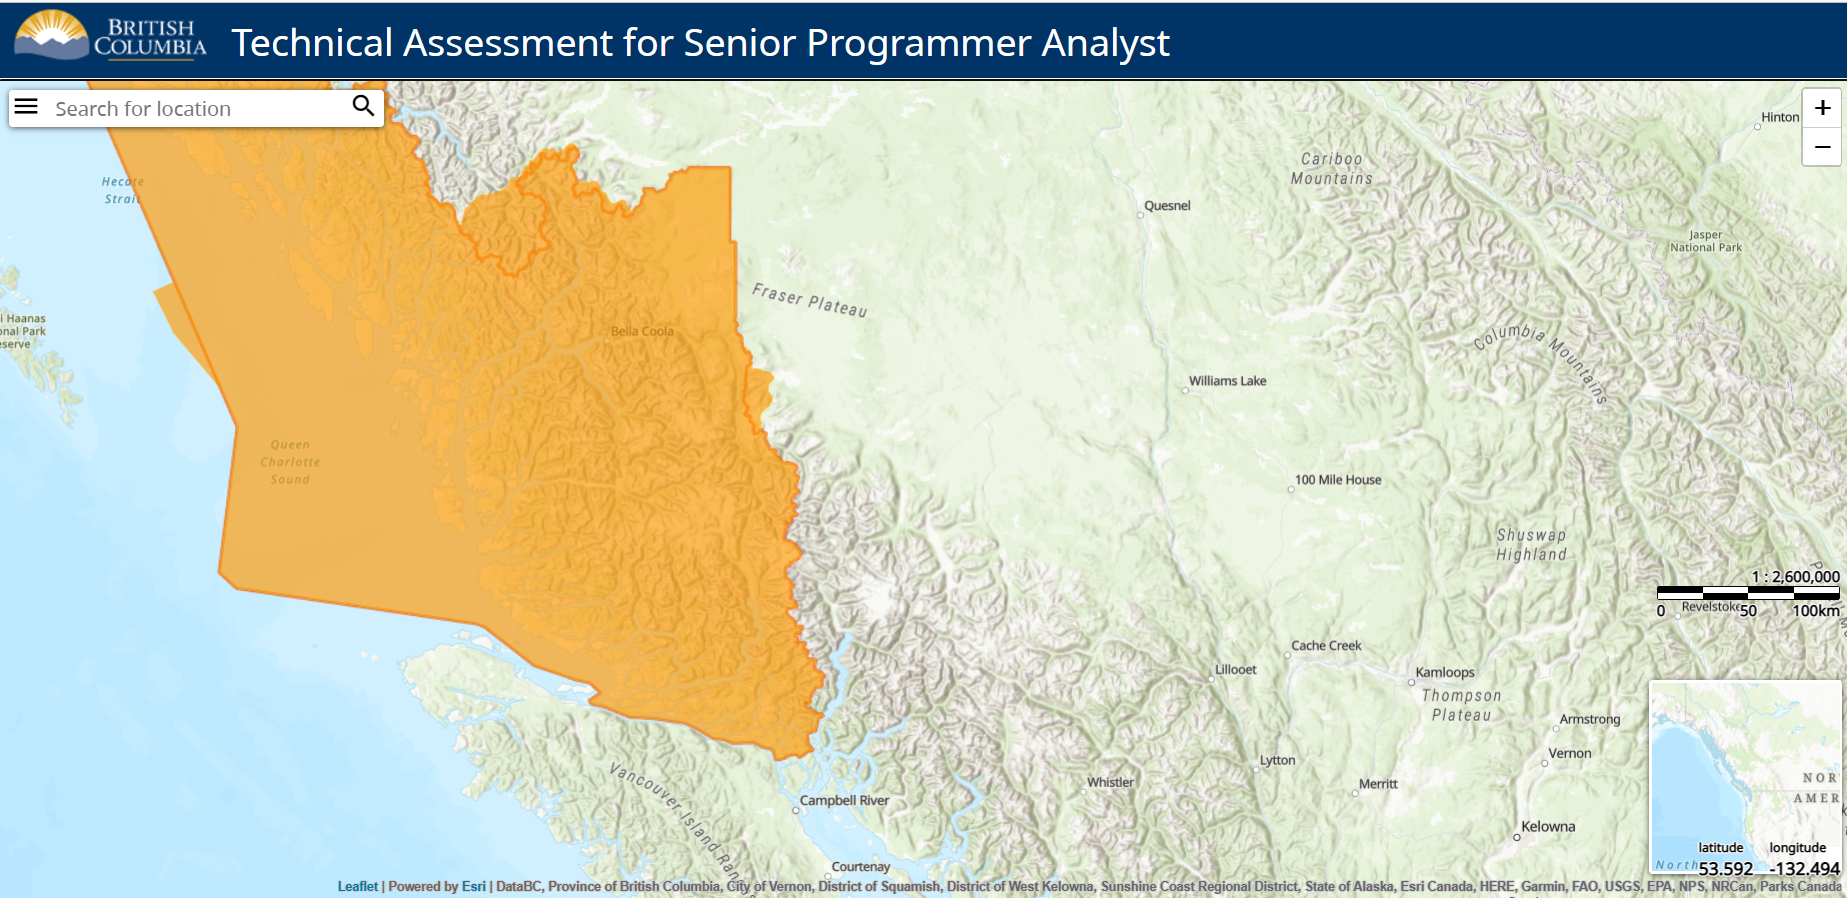 BRITISH
COLUMBIA
Technical Assessment for Senior Programmer Analyst
Search for location
+
−
Hinton
Cariboo
Mountains
Hecate
Strait
Quesnel
Jasper
National Park
Fraser Plateau
i Haanas
onal Park
eserve
Bella Coola
Columbia Mountains
Williams Lake
Queen
Charlotte
Sound
100 Mile House
Shuswap
Highland
1 : 2,600,000
0 50 100km
Revelstoke
Cache Creek
Lillooet
Kamloops
Thompson
Plateau
Armstrong
Vernon
Lytton
Vancouver Island Ran
Whistler
Merritt
NOR
AMER
Campbell River
Kelowna
latitude longitude
North
53.592 -132.494
Courtenay
Leaflet | Powered by Esri | DataBC, Province of British Columbia, City of Vernon, District of Squamish, District of West Kelowna, Sunshine Coast Regional District, State of Alaska, Esri Canada, HERE, Garmin, FAO, USGS, EPA, NPS, NRCan, Parks Canada